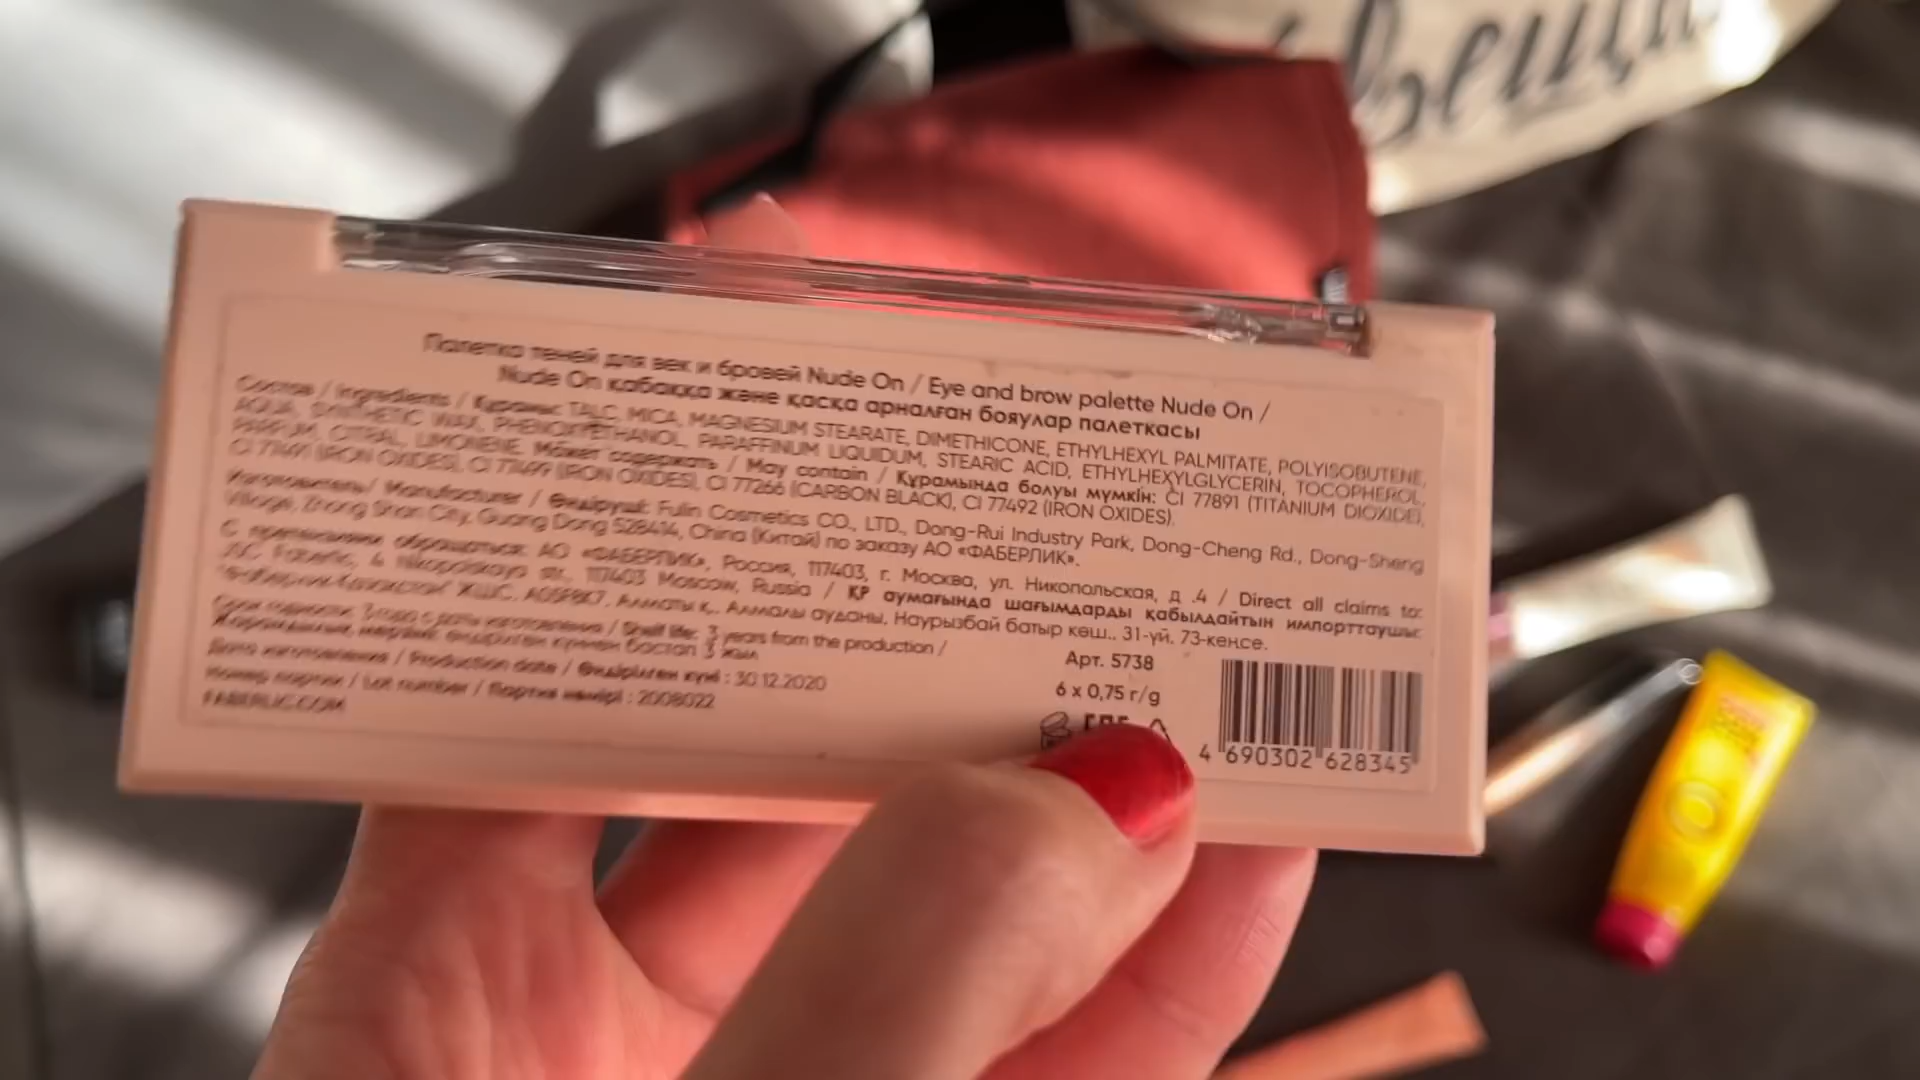 вещи
Палетка теней для век и бровей Nude On / Eye and brow palette Nude On /
Nude On қабаққа және қасқа арналған бояулар палеткасы
Состав / Ingredients / Құрамы: TALC, MICA, MAGNESIUM STEARATE, DIMETHICONE, ETHYLHEXYL PALMITATE, POLYISOBUTENE,
AQUA, SYNTHETIC WAX, PHENOXYETHANOL, PARAFFINUM LIQUIDUM, STEARIC ACID, ETHYLHEXYLGLYCERIN, TOCOPHEROL,
PARFUM, CITRAL, LIMONENE. Может содержать / May contain / Құрамында болуы мүмкін: CI 77891 (TITANIUM DIOXIDE),
CI 77491 (IRON OXIDES), CI 77499 (IRON OXIDES), CI 77266 (CARBON BLACK), CI 77492 (IRON OXIDES).
Изготовитель/ Manufacturer / Өндіруші: Fulin Cosmetics CO., LTD., Dong-Rui Industry Park, Dong-Cheng Rd., Dong-Sheng
Village, Zhong Shan City, Guang Dong 528414, China (Китай) по заказу АО «ФАБЕРЛИК».
С претензиями обращаться: АО «ФАБЕРЛИК», Россия, 117403, г. Москва, ул. Никопольская, д .4 / Direct all claims to:
JSC Faberlic, 4 Nikopolskaya str., 117403 Moscow, Russia / ҚР аумағында шағымдарды қабылдайтын импорттаушы:
"Фаберлик-Казахстан" ЖШС, A05F8K7, Алматы қ., Алмалы ауданы, Наурызбай батыр көш., 31-үй, 73-кеңсе.
Срок годности: 3 года с даты изготовления / Shelf life: 3 years from the production /
Жарамдылық мерзімі: өндірілген күннен бастап 3 жыл
Дата изготовления / Production date / Өндірілген күні : 30.12.2020
Номер партии / Lot number / Партия нөмірі : 2008022
FABERLIC.COM
Арт. 5738
6 x 0,75 г/g
4 690302 628345